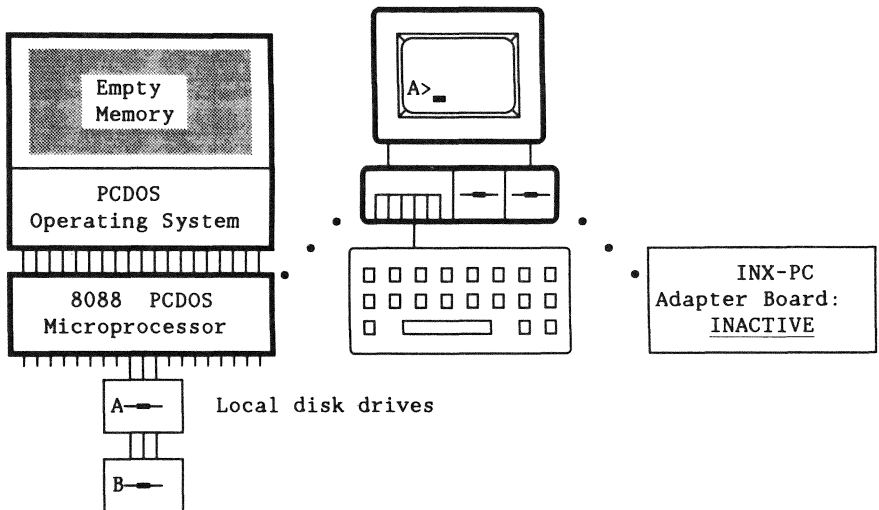 Empty
Memory
A>
PCDOS
Operating System
8088 PCDOS
Microprocessor
INX-PC
Adapter Board:
INACTIVE
A
Local disk drives
B